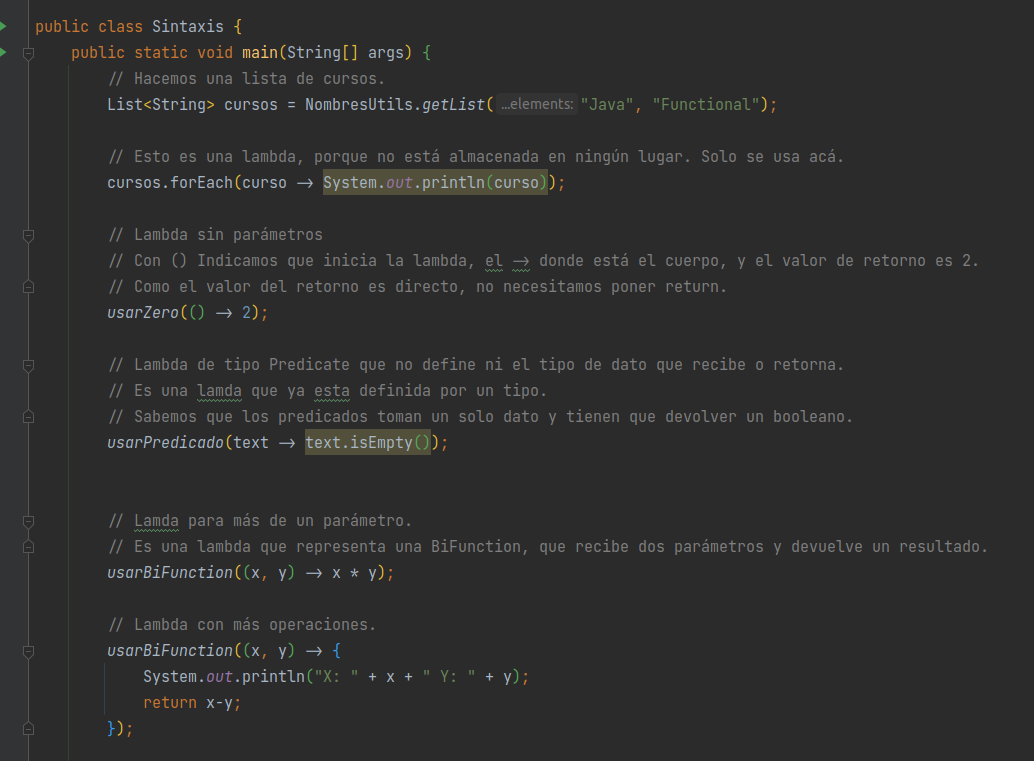 public class Sintaxis {
public static void main(String[] args) {
// Hacemos una lista de cursos.
List<String> cursos = NombresUtils.getList( ...elements: "Java", "Functional");
// Esto es una lambda, porque no está almacenada en ningún lugar. Solo se usa acá.
cursos.forEach(curso -> System.out.println(curso));
// Lambda sin parámetros
// Con () Indicamos que inicia la lambda, el -> donde está el cuerpo, y el valor de retorno es 2.
// Como el valor del retorno es directo, no necesitamos poner return.
usarZero(() -> 2);
// Lambda de tipo Predicate que no define ni el tipo de dato que recibe o retorna.
// Es una lamda que ya esta definida por un tipo.
// Sabemos que los predicados toman un solo dato y tienen que devolver un booleano.
usarPredicado(text -> text.isEmpty());
// Lamda para más de un parámetro.
// Es una lambda que representa una BiFunction, que recibe dos parámetros y devuelve un resultado.
usarBiFunction((x, y) -> x * y);
// Lambda con más operaciones.
usarBiFunction((x, y) -> {
System.out.println("X: " + x + " Y: " + y);
return x-y;
});